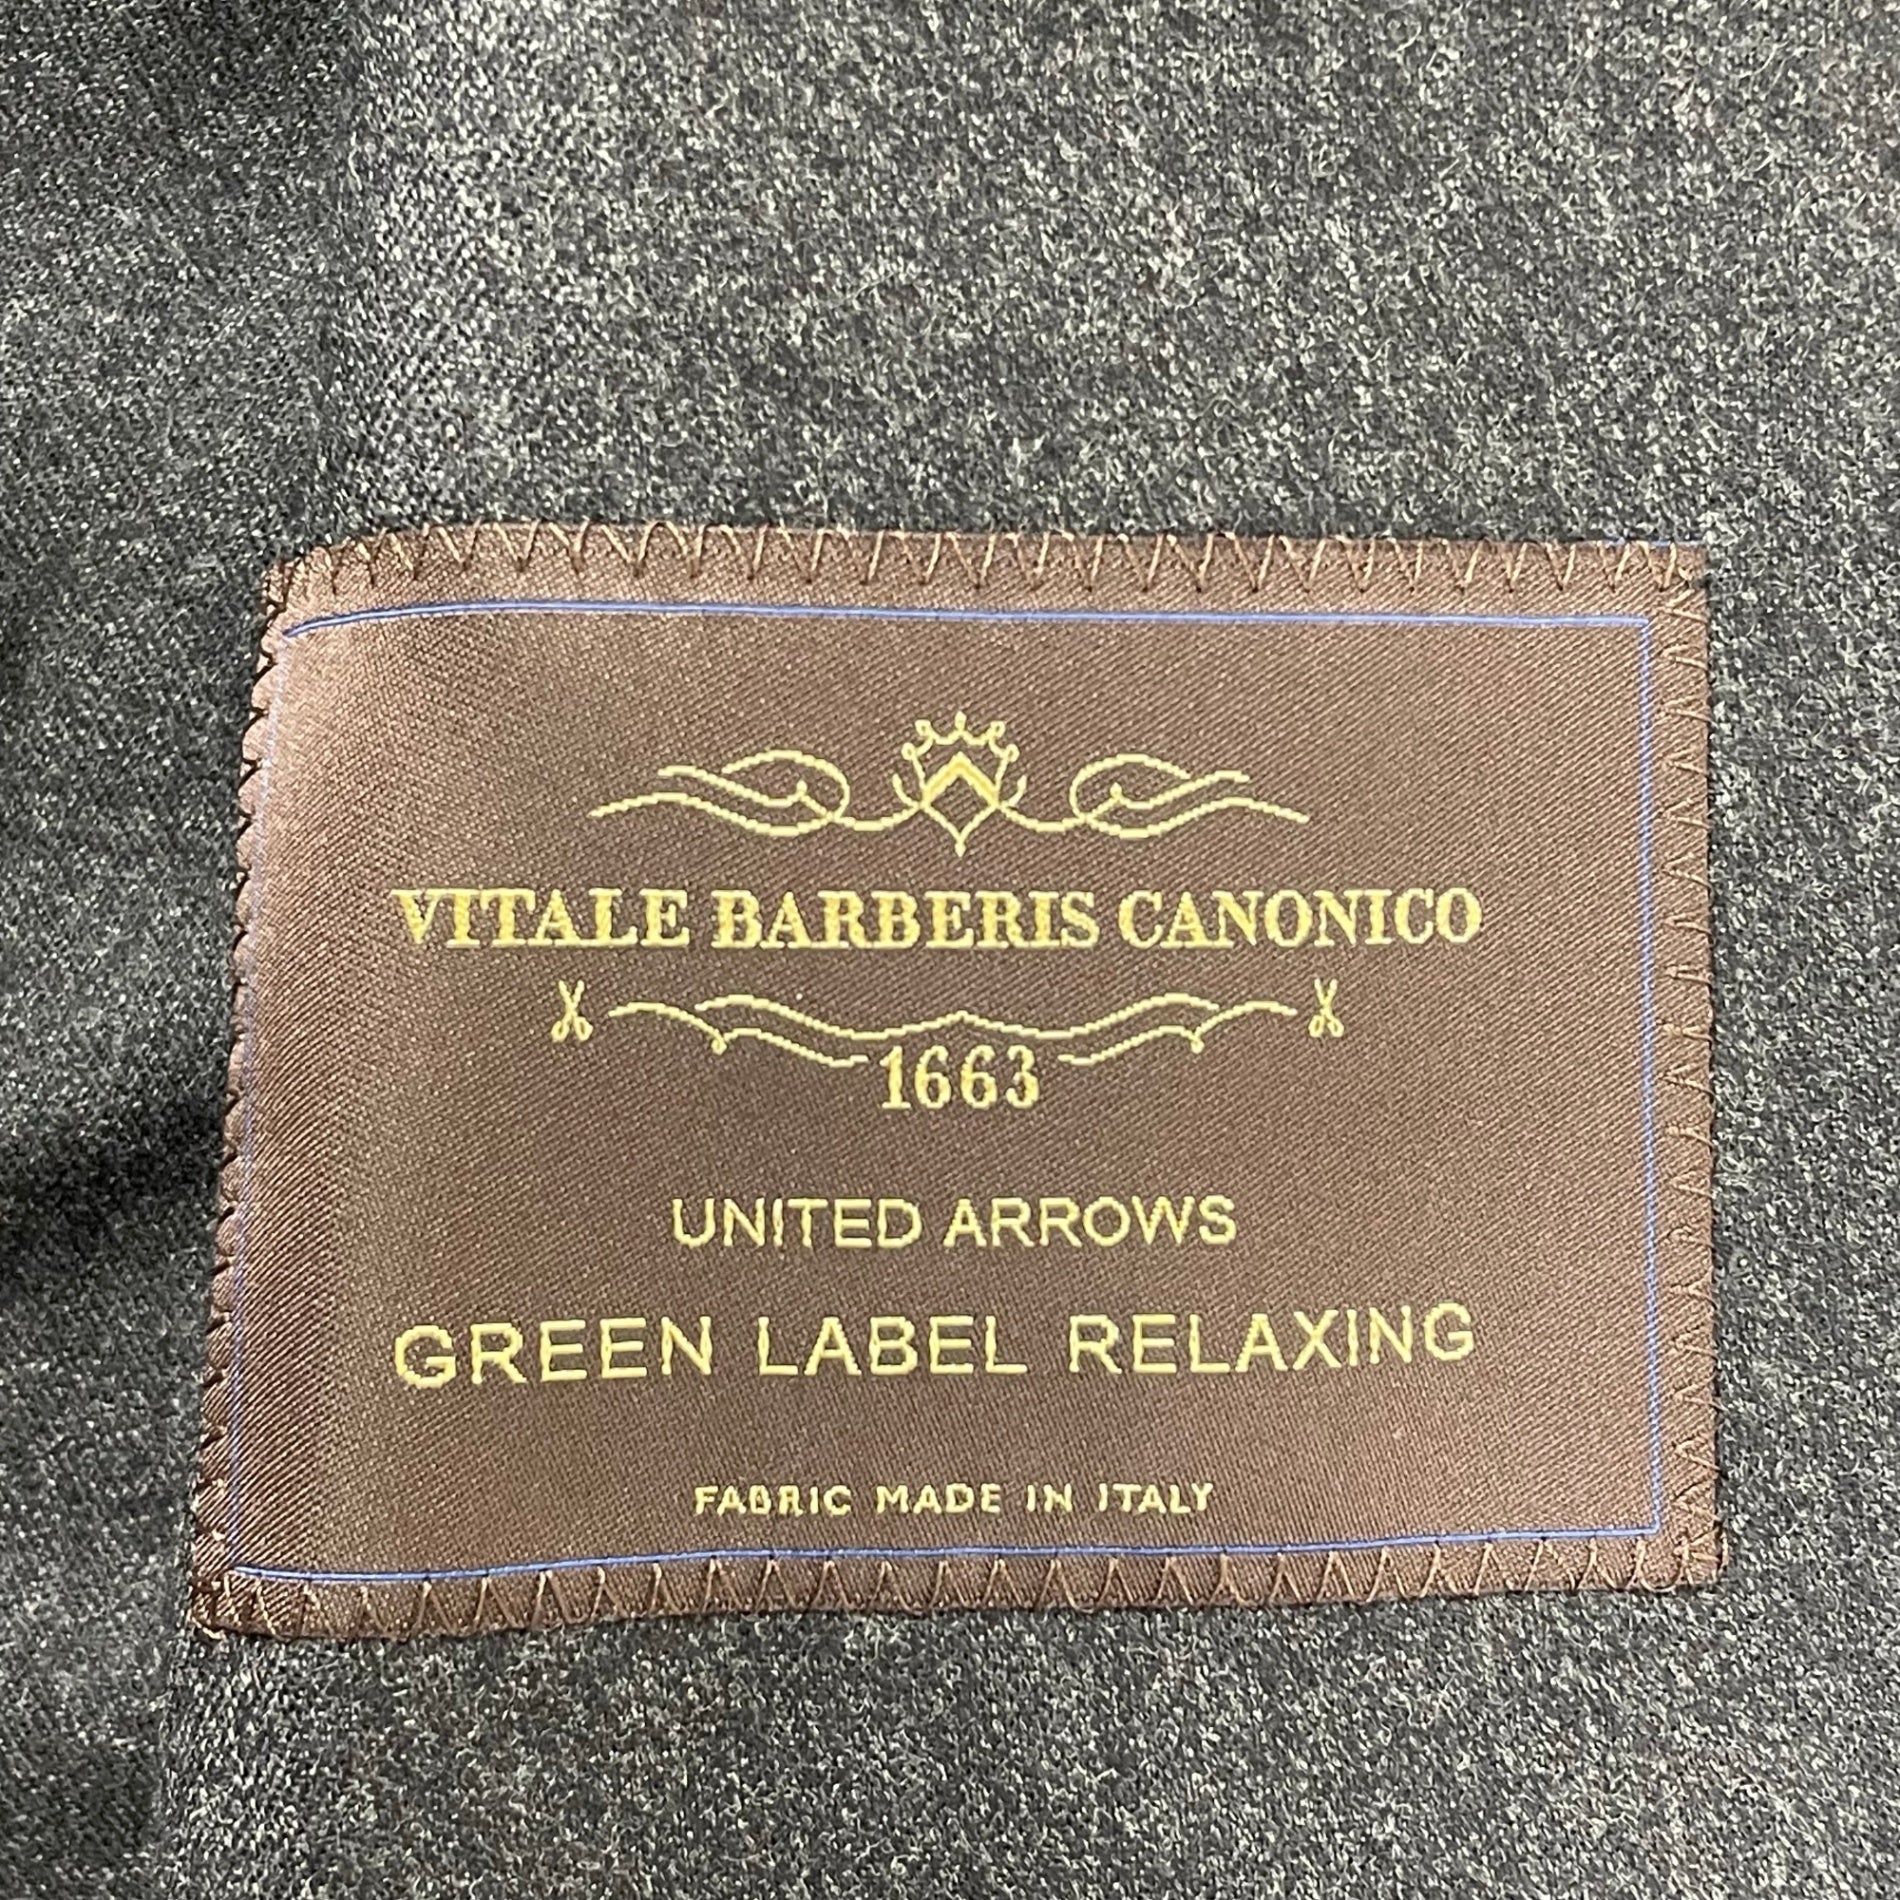 VITALE BARBERIS CANONICO
1663
UNITED ARROWS
GREEN LABEL RELAXING
FABRIC MADE IN ITALY